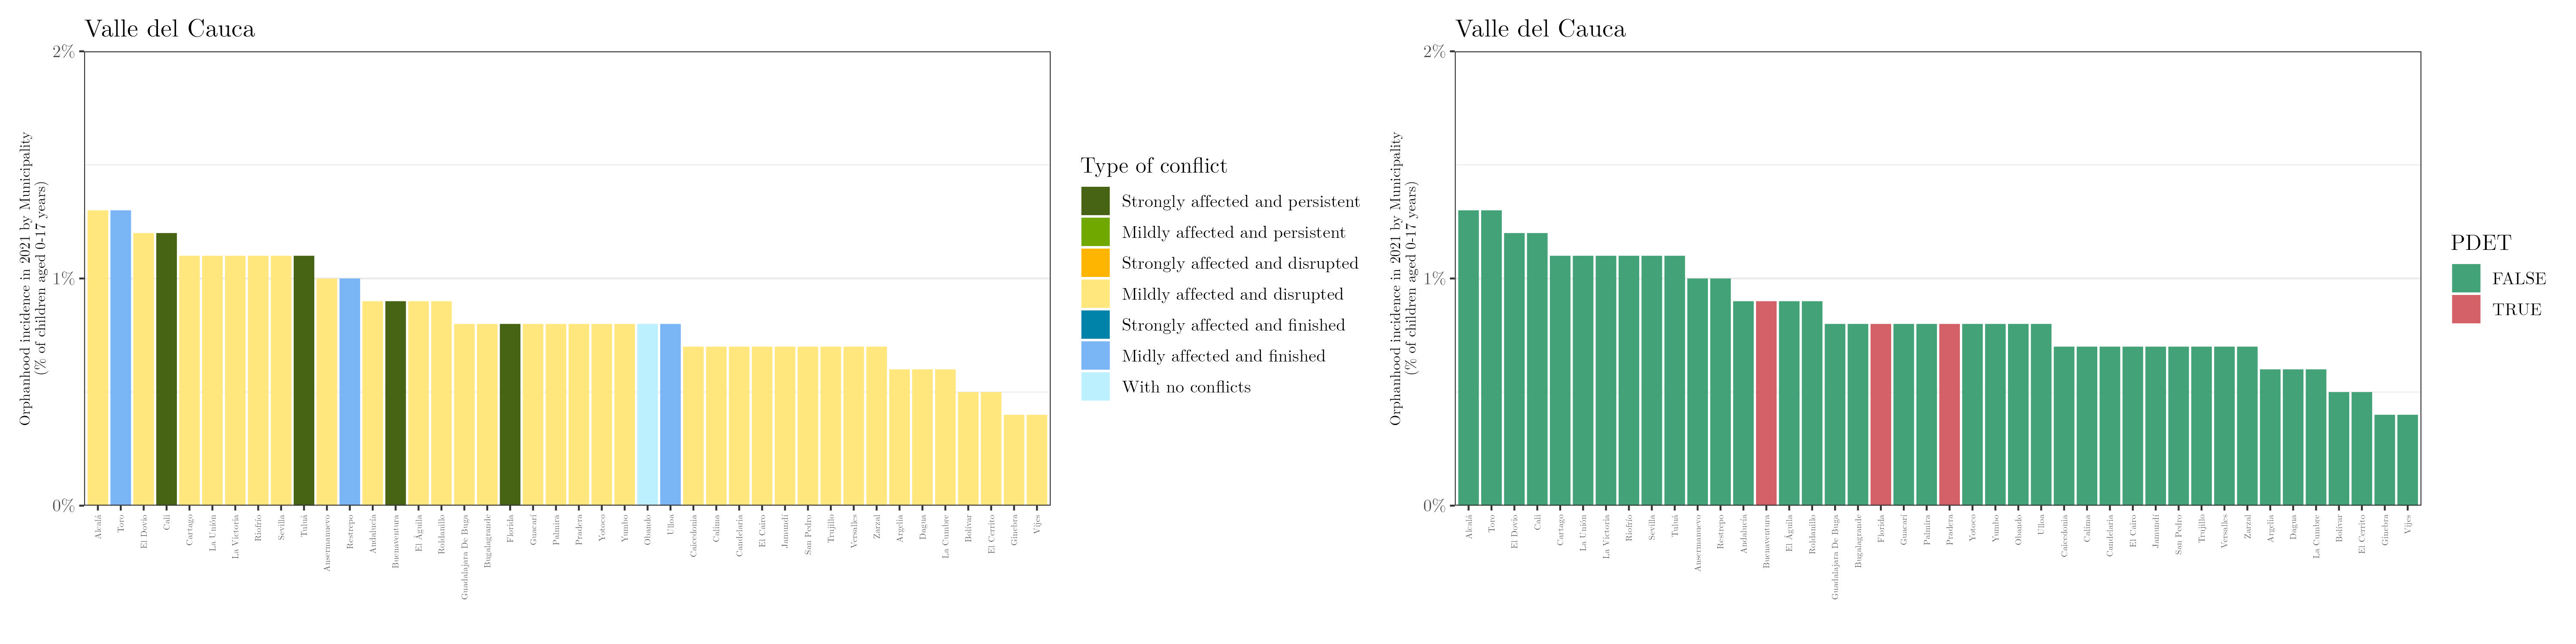 Valle del Cauca
2%
1%
0%
Orphanhood incidence in 2021 by Municipality
(% of children aged 0-17 years)
Alcalá
Toro
El Dovio
Cali
Cartago
La Unión
La Victoria
Riofrío
Sevilla
Tuluá
Ansermanuevo
Restrepo
Andalucía
Buenaventura
El Águila
Roldanillo
Guadalajara De Buga
Bugalagrande
Florida
Guacarí
Palmira
Pradera
Yotoco
Yumbo
Obando
Ulloa
Caicedonia
Calima
Candelaria
El Cairo
Jamundí
San Pedro
Trujillo
Versalles
Zarzal
Argelia
Dagua
La Cumbre
Bolívar
El Cerrito
Ginebra
Vijes
Type of conflict
Strongly affected and persistent
Mildly affected and persistent
Strongly affected and disrupted
Mildly affected and disrupted
Strongly affected and finished
Midly affected and finished
With no conflicts
Valle del Cauca
2%
1%
0%
Orphanhood incidence in 2021 by Municipality
(% of children aged 0-17 years)
Alcalá
Toro
El Dovio
Cali
Cartago
La Unión
La Victoria
Riofrío
Sevilla
Tuluá
Ansermanuevo
Restrepo
Andalucía
Buenaventura
El Águila
Roldanillo
Guadalajara De Buga
Bugalagrande
Florida
Guacarí
Palmira
Pradera
Yotoco
Yumbo
Obando
Ulloa
Caicedonia
Calima
Candelaria
El Cairo
Jamundí
San Pedro
Trujillo
Versalles
Zarzal
Argelia
Dagua
La Cumbre
Bolívar
El Cerrito
Ginebra
Vijes
PDET
FALSE
TRUE